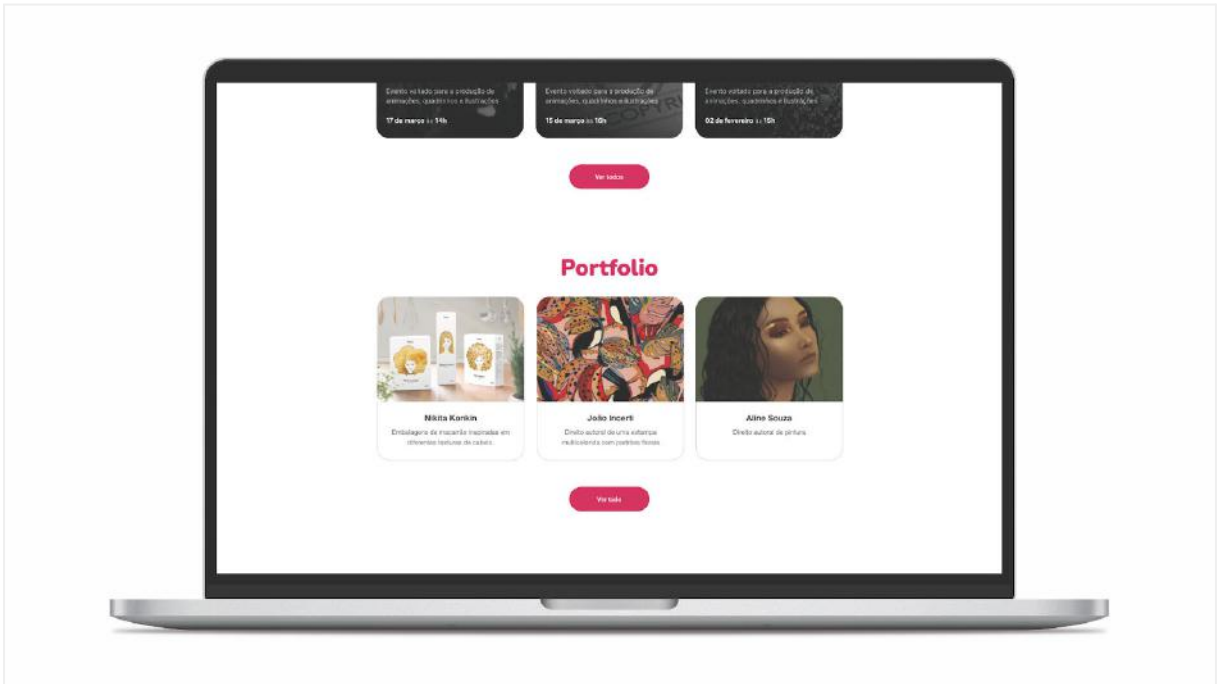 Evento voltado para a produção de
animações, quadrinhos e ilustrações
17 de março às 14h
Evento voltado para a produção de
animações, quadrinhos e ilustrações
15 de março às 16h
Evento voltado para a produção de
animações, quadrinhos e ilustrações
02 de fevereiro às 15h
Ver todos
Portfolio
Nikita Konkin
Embalagens de macarrão inspiradas em
diferentes texturas de cabelo
João Incerti
Direito autoral de uma estampa
multicolorida com padrões florais
Aline Souza
Direito autoral de pintura
Ver tudo